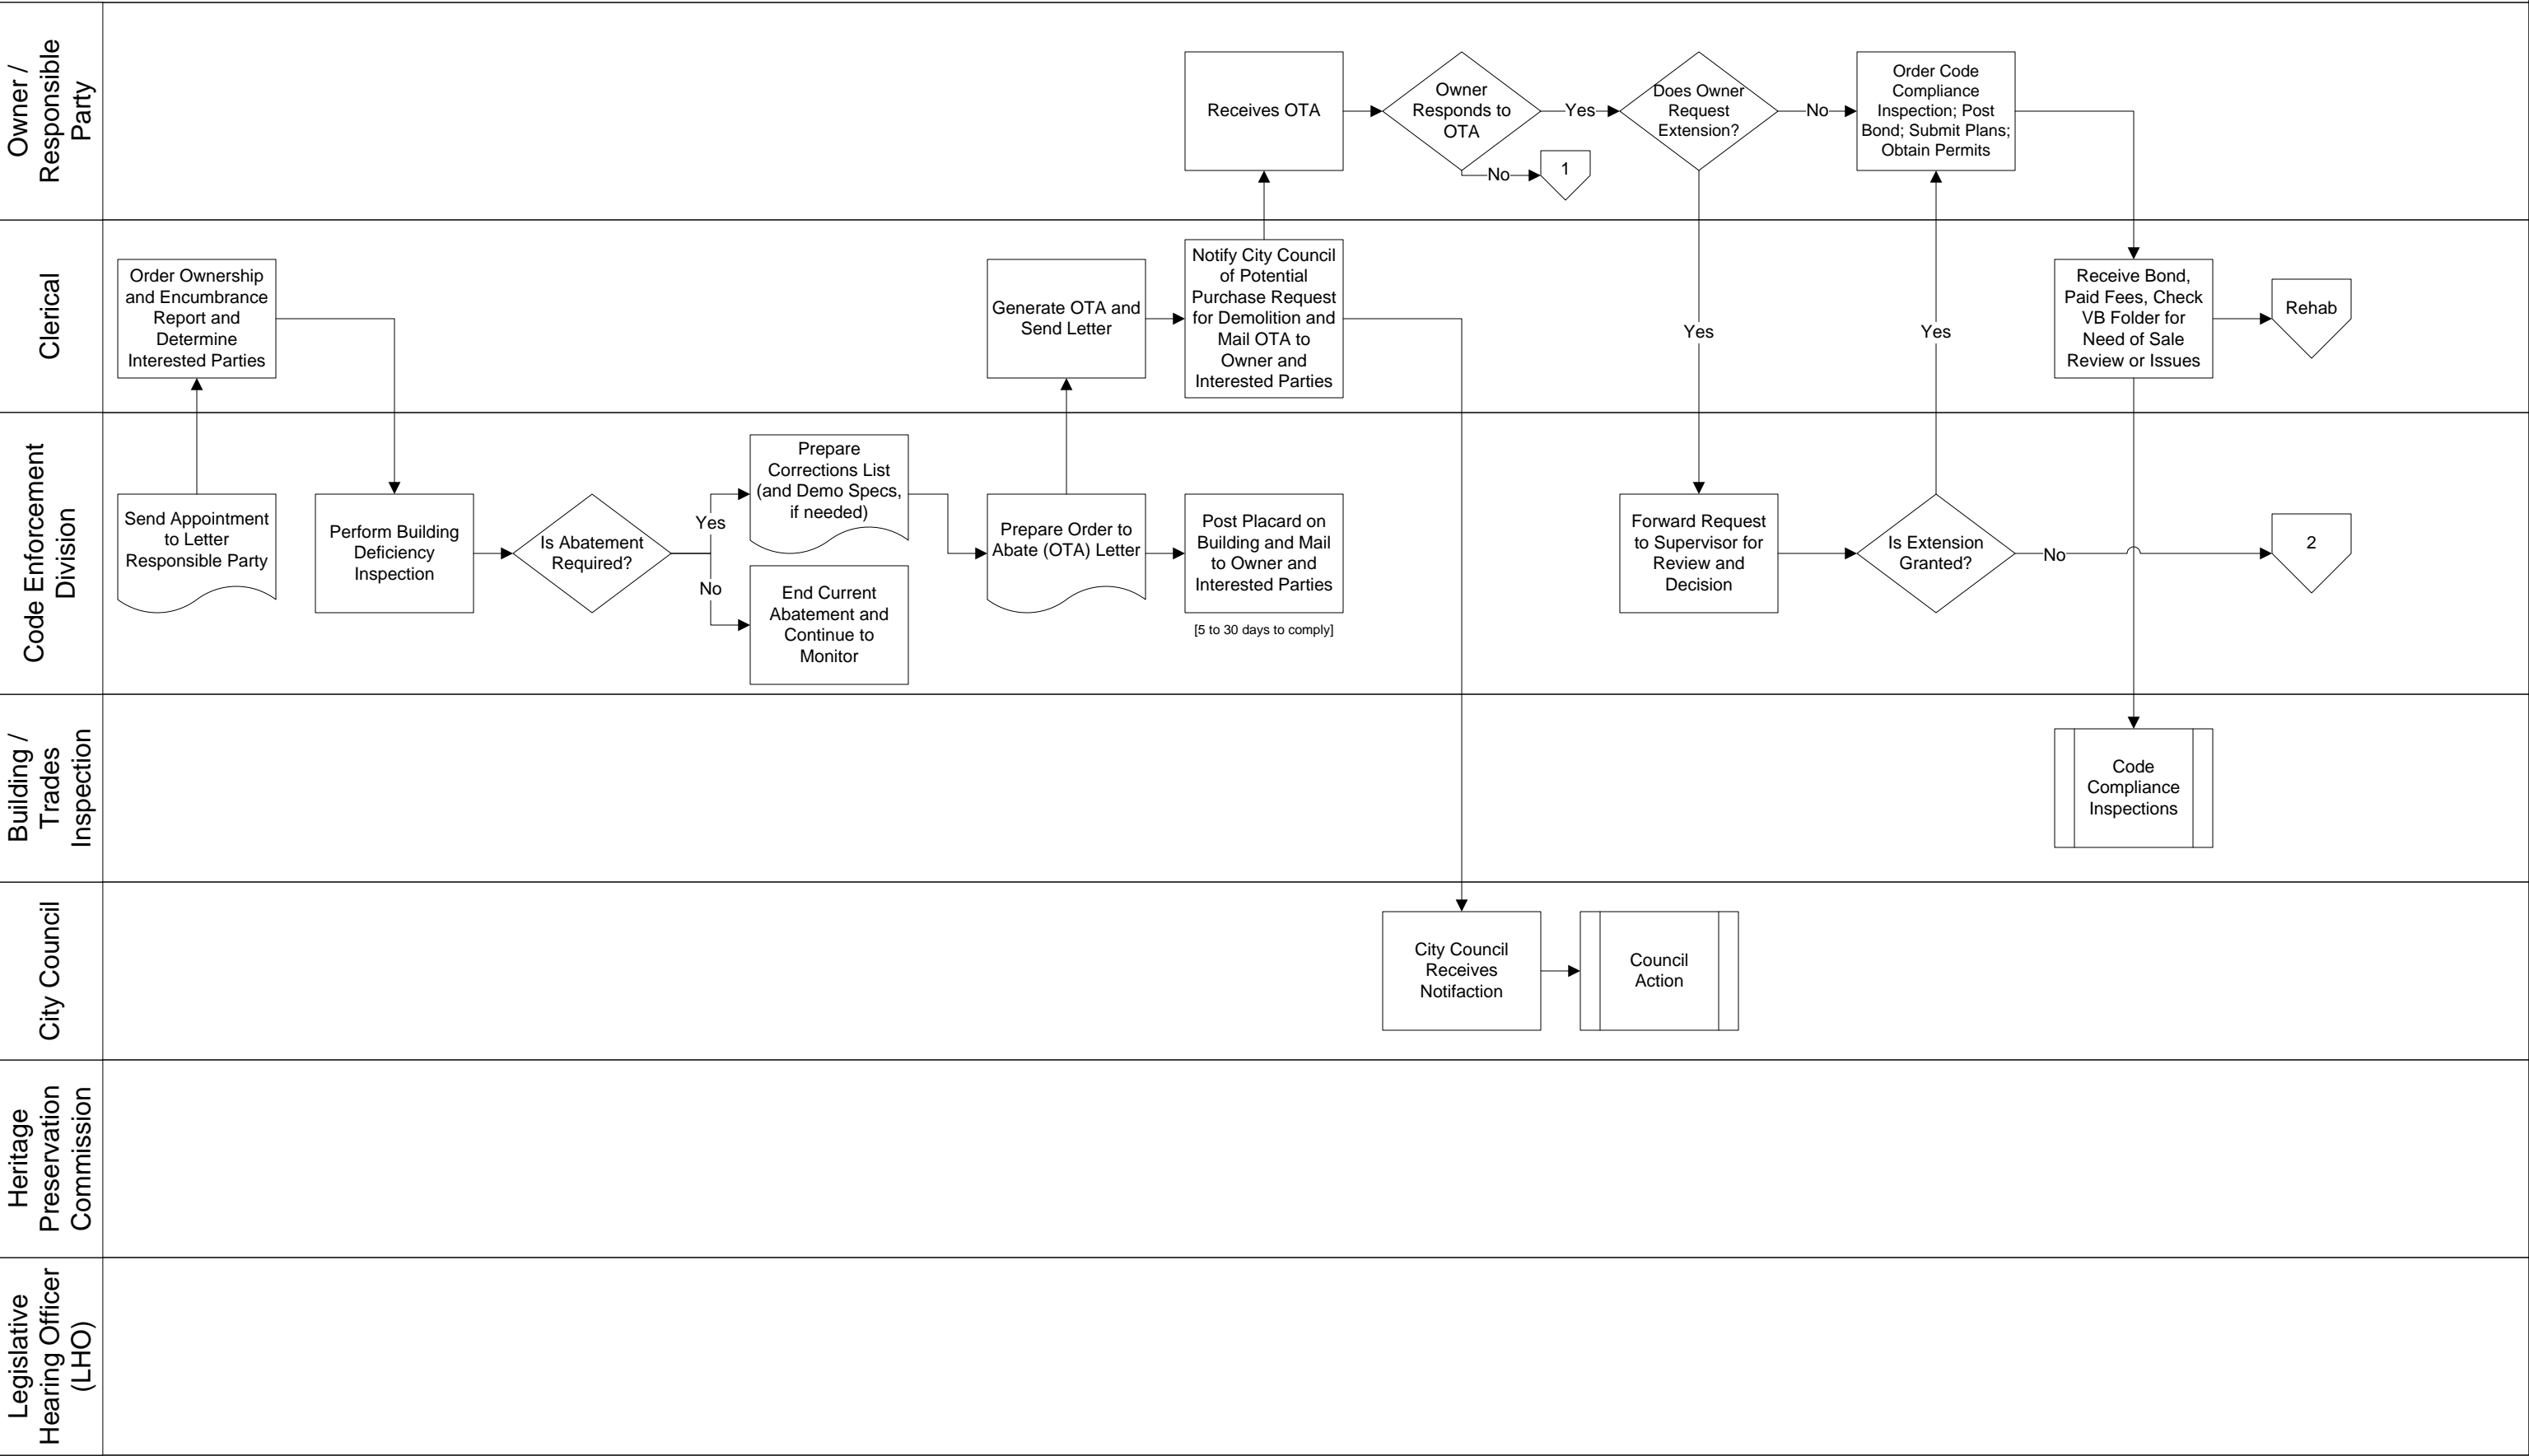 Owner /
Responsible
Party
Receives OTA
Owner
Responds to
OTA
Yes
No
1
Does Owner
Request
Extension?
No
Order Code
Compliance
Inspection; Post
Bond; Submit Plans;
Obtain Permits
Clerical
Order Ownership
and Encumbrance
Report and
Determine
Interested Parties
Generate OTA and
Send Letter
Notify City Council
of Potential
Purchase Request
for Demolition and
Mail OTA to
Owner and
Interested Parties
Yes
Yes
Receive Bond,
Paid Fees, Check
VB Folder for
Need of Sale
Review or Issues
Rehab
Code Enforcement
Division
Send Appointment
to Letter
Responsible Party
Perform Building
Deficiency
Inspection
Is Abatement
Required?
Yes
No
Prepare
Corrections List
(and Demo Specs,
if needed)
End Current
Abatement and
Continue to
Monitor
Prepare Order to
Abate (OTA) Letter
Post Placard on
Building and Mail
to Owner and
Interested Parties
[5 to 30 days to comply]
Forward Request
to Supervisor for
Review and
Decision
Is Extension
Granted?
No
2
Building /
Trades
Inspection
Code
Compliance
Inspections
City Council
City Council
Receives
Notifaction
Council
Action
Heritage
Preservation
Commission
Legislative
Hearing Officer
(LHO)